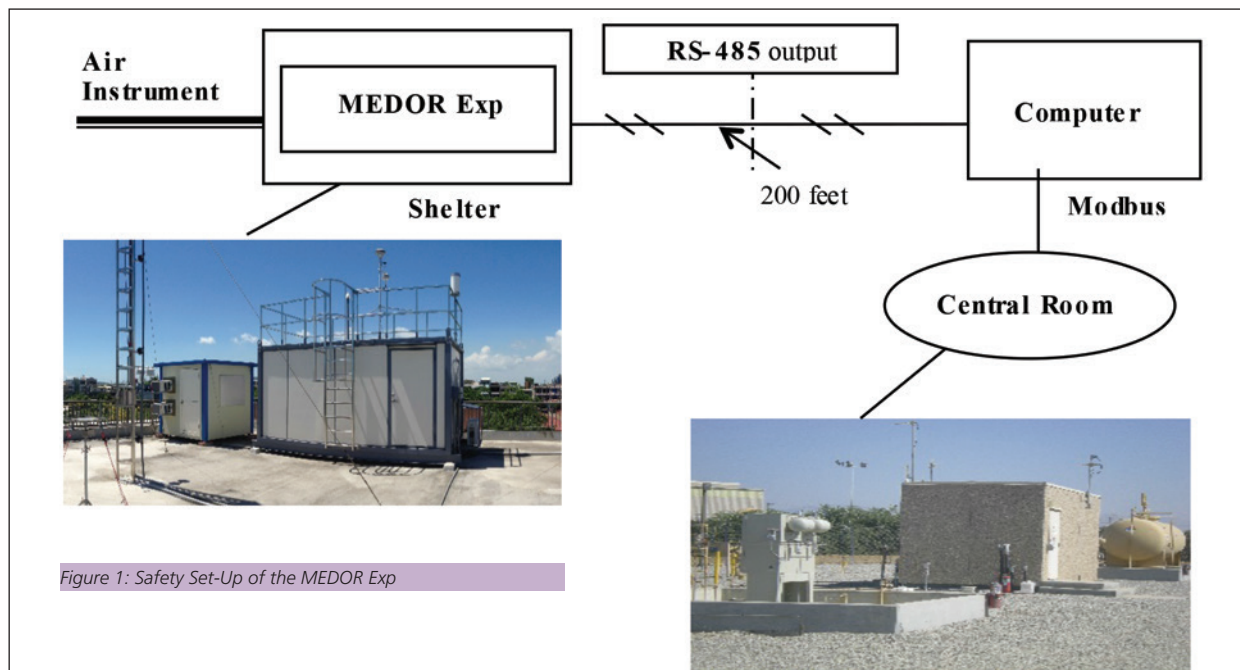 Air
Instrument
MEDOR Exp
Shelter
RS-485 output
200 feet
Computer
Modbus
Central Room
Figure 1: Safety Set-Up of the MEDOR Exp